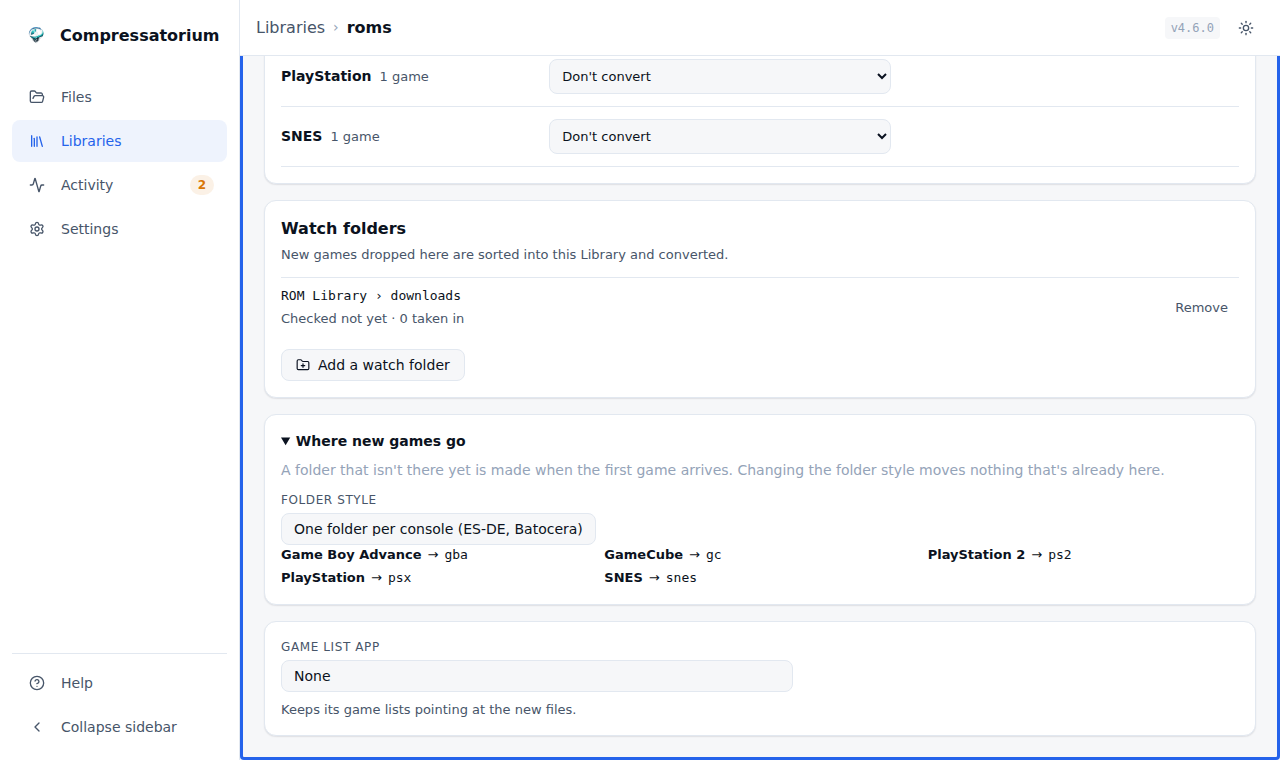 Compressatorium
Libraries › roms
v4.6.0
Files
Libraries
Activity 2
Settings
Help
Collapse sidebar
PlayStation 1 game Don't convert
SNES 1 game Don't convert
Watch folders
New games dropped here are sorted into this Library and converted.
ROM Library › downloads
Checked not yet · 0 taken in
Remove
Add a watch folder
▼ Where new games go
A folder that isn't there yet is made when the first game arrives. Changing the folder style moves nothing that's already here.
FOLDER STYLE
One folder per console (ES-DE, Batocera)
Game Boy Advance → gba GameCube → gc PlayStation 2 → ps2
PlayStation → psx SNES → snes
GAME LIST APP
None
Keeps its game lists pointing at the new files.